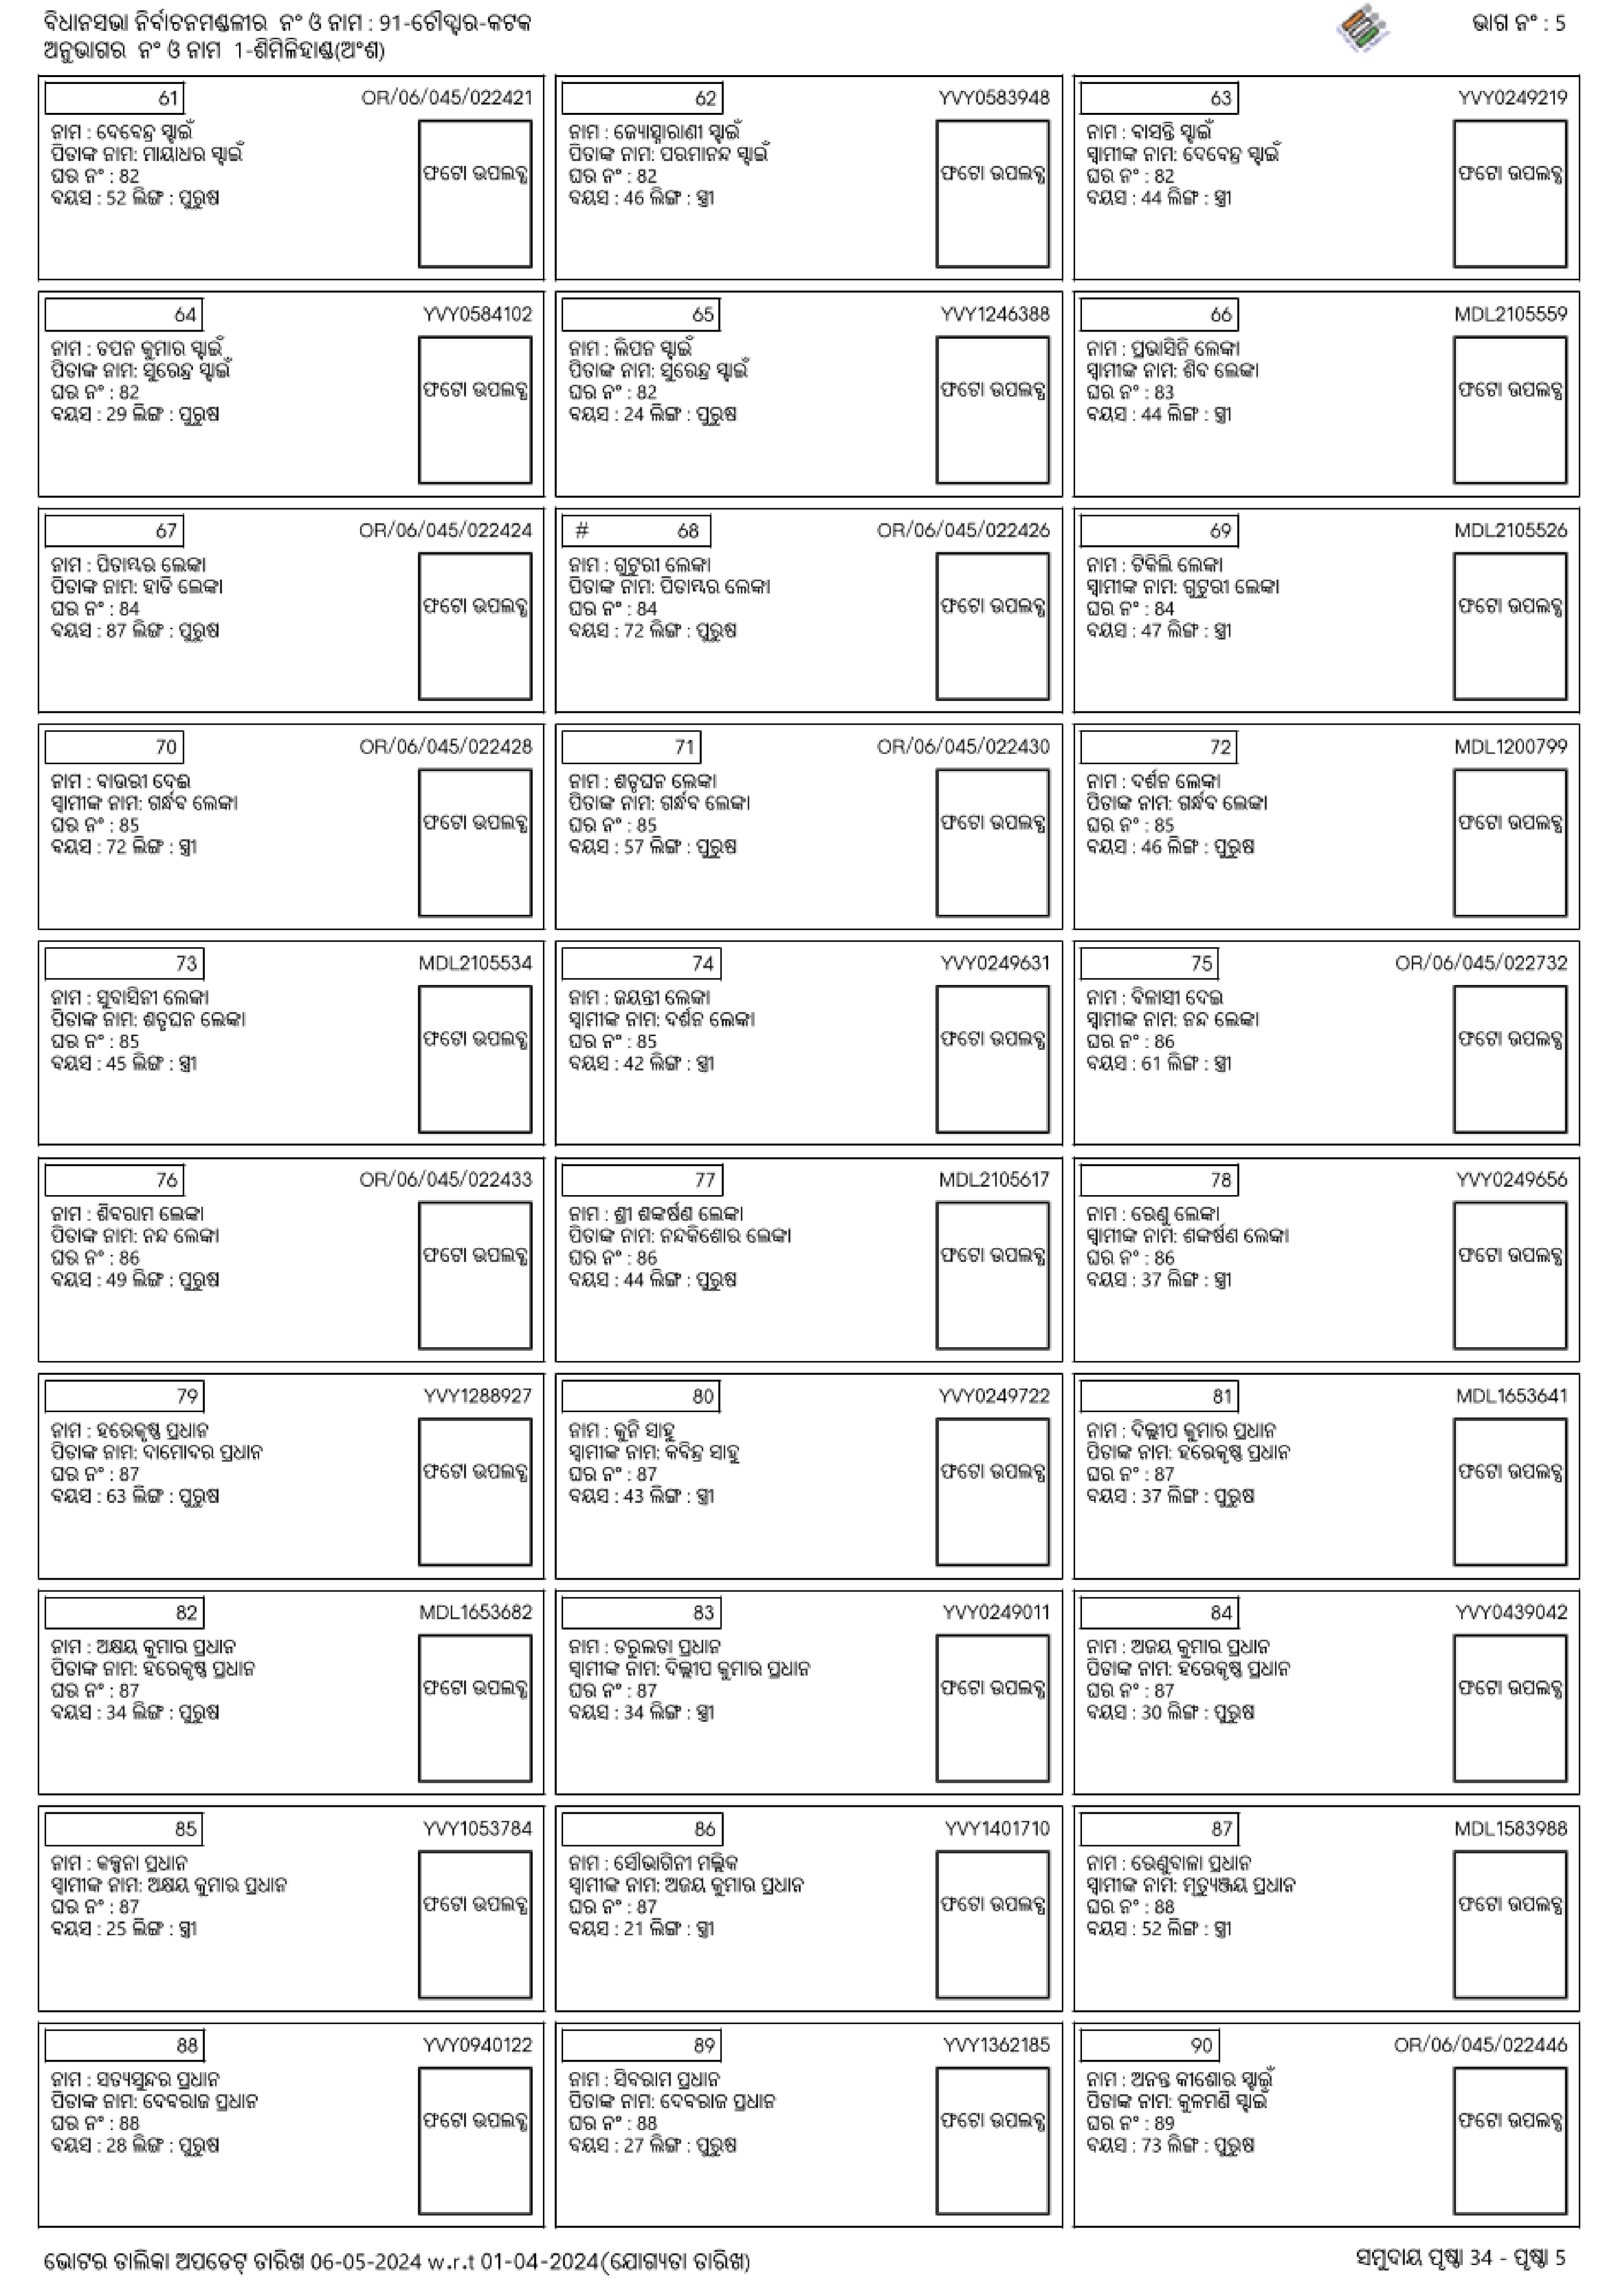 ବିଧାନସଭା ନିର୍ବାଚନମଣ୍ଡଳୀର ନଂ ଓ ନାମ : 91-ଚୌଦ୍ୱାର-କଟକ
ଅନୁଭାଗର ନଂ ଓ ନାମ 1-ଶିମିଳିହାଣ୍ଡ(ଅଂଶ)
ଭାଗ ନଂ : 5
61 OR/06/045/022421
ନାମ : ଦେବେନ୍ଦ୍ର ସ୍ବାଇଁ
ପିତାଙ୍କ ନାମ: ମାୟାଧର ସ୍ବାଇଁ
ଘର ନଂ : 82
ବୟସ : 52 ଲିଙ୍ଗ : ପୁରୁଷ
ଫଟୋ ଉପଲବ୍ଧ
62 YVY0583948
ନାମ : ଜ୍ୟୋସ୍ନାରାଣୀ ସ୍ବାଇଁ
ପିତାଙ୍କ ନାମ: ପରମାନନ୍ଦ ସ୍ବାଇଁ
ଘର ନଂ : 82
ବୟସ : 46 ଲିଙ୍ଗ : ସ୍ତ୍ରୀ
ଫଟୋ ଉପଲବ୍ଧ
63 YVY0249219
ନାମ : ବାସନ୍ତି ସ୍ବାଇଁ
ସ୍ୱାମୀଙ୍କ ନାମ: ଦେବେନ୍ଦ୍ର ସ୍ବାଇଁ
ଘର ନଂ : 82
ବୟସ : 44 ଲିଙ୍ଗ : ସ୍ତ୍ରୀ
ଫଟୋ ଉପଲବ୍ଧ
64 YVY0584102
ନାମ : ତପନ କୁମାର ସ୍ବାଇଁ
ପିତାଙ୍କ ନାମ: ସୁରେନ୍ଦ୍ର ସ୍ବାଇଁ
ଘର ନଂ : 82
ବୟସ : 29 ଲିଙ୍ଗ : ପୁରୁଷ
ଫଟୋ ଉପଲବ୍ଧ
65 YVY1246388
ନାମ : ଲିପନ ସ୍ବାଇଁ
ପିତାଙ୍କ ନାମ: ସୁରେନ୍ଦ୍ର ସ୍ବାଇଁ
ଘର ନଂ : 82
ବୟସ : 24 ଲିଙ୍ଗ : ପୁରୁଷ
ଫଟୋ ଉପଲବ୍ଧ
66 MDL2105559
ନାମ : ପ୍ରଭାସିନି ଲେଙ୍କା
ସ୍ୱାମୀଙ୍କ ନାମ: ଶିବ ଲେଙ୍କା
ଘର ନଂ : 83
ବୟସ : 44 ଲିଙ୍ଗ : ସ୍ତ୍ରୀ
ଫଟୋ ଉପଲବ୍ଧ
67 OR/06/045/022424
ନାମ : ପିତାମ୍ବର ଲେଙ୍କା
ପିତାଙ୍କ ନାମ: ହାଡି ଲେଙ୍କା
ଘର ନଂ : 84
ବୟସ : 87 ଲିଙ୍ଗ : ପୁରୁଷ
ଫଟୋ ଉପଲବ୍ଧ
# 68 OR/06/045/022426
ନାମ : ଗୁଟୁରୀ ଲେଙ୍କା
ପିତାଙ୍କ ନାମ: ପିତାମ୍ବର ଲେଙ୍କା
ଘର ନଂ : 84
ବୟସ : 72 ଲିଙ୍ଗ : ପୁରୁଷ
ଫଟୋ ଉପଲବ୍ଧ
69 MDL2105526
ନାମ : ଟିକିଲି ଲେଙ୍କା
ସ୍ୱାମୀଙ୍କ ନାମ: ଗୁଟୁରୀ ଲେଙ୍କା
ଘର ନଂ : 84
ବୟସ : 47 ଲିଙ୍ଗ : ସ୍ତ୍ରୀ
ଫଟୋ ଉପଲବ୍ଧ
70 OR/06/045/022428
ନାମ : ବାଉରୀ ଦେଈ
ସ୍ୱାମୀଙ୍କ ନାମ: ଗର୍ନ୍ଧବ ଲେଙ୍କା
ଘର ନଂ : 85
ବୟସ : 72 ଲିଙ୍ଗ : ସ୍ତ୍ରୀ
ଫଟୋ ଉପଲବ୍ଧ
71 OR/06/045/022430
ନାମ : ଶତୃଘନ ଲେଙ୍କା
ପିତାଙ୍କ ନାମ: ଗର୍ନ୍ଧବ ଲେଙ୍କା
ଘର ନଂ : 85
ବୟସ : 57 ଲିଙ୍ଗ : ପୁରୁଷ
ଫଟୋ ଉପଲବ୍ଧ
72 MDL1200799
ନାମ : ଦର୍ଶନ ଲେଙ୍କା
ପିତାଙ୍କ ନାମ: ଗର୍ନ୍ଧବ ଲେଙ୍କା
ଘର ନଂ : 85
ବୟସ : 46 ଲିଙ୍ଗ : ପୁରୁଷ
ଫଟୋ ଉପଲବ୍ଧ
73 MDL2105534
ନାମ : ସୁବାସିନୀ ଲେଙ୍କା
ପିତାଙ୍କ ନାମ: ଶତୃଘନ ଲେଙ୍କା
ଘର ନଂ : 85
ବୟସ : 45 ଲିଙ୍ଗ : ସ୍ତ୍ରୀ
ଫଟୋ ଉପଲବ୍ଧ
74 YVY0249631
ନାମ : ଜୟନ୍ତୀ ଲେଙ୍କା
ସ୍ୱାମୀଙ୍କ ନାମ: ଦର୍ଶନ ଲେଙ୍କା
ଘର ନଂ : 85
ବୟସ : 42 ଲିଙ୍ଗ : ସ୍ତ୍ରୀ
ଫଟୋ ଉପଲବ୍ଧ
75 OR/06/045/022732
ନାମ : ବିଳାସୀ ଦେଇ
ସ୍ୱାମୀଙ୍କ ନାମ: ନନ୍ଦ ଲେଙ୍କା
ଘର ନଂ : 86
ବୟସ : 61 ଲିଙ୍ଗ : ସ୍ତ୍ରୀ
ଫଟୋ ଉପଲବ୍ଧ
76 OR/06/045/022433
ନାମ : ଶିବରାମ ଲେଙ୍କା
ପିତାଙ୍କ ନାମ: ନନ୍ଦ ଲେଙ୍କା
ଘର ନଂ : 86
ବୟସ : 49 ଲିଙ୍ଗ : ପୁରୁଷ
ଫଟୋ ଉପଲବ୍ଧ
77 MDL2105617
ନାମ : ଶ୍ରୀ ଶଙ୍କର୍ଷଣ ଲେଙ୍କା
ପିତାଙ୍କ ନାମ: ନନ୍ଦକିଶୋର ଲେଙ୍କା
ଘର ନଂ : 86
ବୟସ : 44 ଲିଙ୍ଗ : ପୁରୁଷ
ଫଟୋ ଉପଲବ୍ଧ
78 YVY0249656
ନାମ : ରେଣୁ ଲେଙ୍କା
ସ୍ୱାମୀଙ୍କ ନାମ: ଶଙ୍କର୍ଷଣ ଲେଙ୍କା
ଘର ନଂ : 86
ବୟସ : 37 ଲିଙ୍ଗ : ସ୍ତ୍ରୀ
ଫଟୋ ଉପଲବ୍ଧ
79 YVY1288927
ନାମ : ହରେକୃଷ୍ଣ ପ୍ରଧାନ
ପିତାଙ୍କ ନାମ: ଦାମୋଦର ପ୍ରଧାନ
ଘର ନଂ : 87
ବୟସ : 63 ଲିଙ୍ଗ : ପୁରୁଷ
ଫଟୋ ଉପଲବ୍ଧ
80 YVY0249722
ନାମ : କୁନି ସାହୁ
ସ୍ୱାମୀଙ୍କ ନାମ: କବିନ୍ଦ୍ର ସାହୁ
ଘର ନଂ : 87
ବୟସ : 43 ଲିଙ୍ଗ : ସ୍ତ୍ରୀ
ଫଟୋ ଉପଲବ୍ଧ
81 MDL1653641
ନାମ : ଦିଲ୍ଲୀପ କୁମାର ପ୍ରଧାନ
ପିତାଙ୍କ ନାମ: ହରେକୃଷ୍ଣ ପ୍ରଧାନ
ଘର ନଂ : 87
ବୟସ : 37 ଲିଙ୍ଗ : ପୁରୁଷ
ଫଟୋ ଉପଲବ୍ଧ
82 MDL1653682
ନାମ : ଅକ୍ଷୟ କୁମାର ପ୍ରଧାନ
ପିତାଙ୍କ ନାମ: ହରେକୃଷ୍ଣ ପ୍ରଧାନ
ଘର ନଂ : 87
ବୟସ : 34 ଲିଙ୍ଗ : ପୁରୁଷ
ଫଟୋ ଉପଲବ୍ଧ
83 YVY0249011
ନାମ : ତରୁଲତା ପ୍ରଧାନ
ସ୍ୱାମୀଙ୍କ ନାମ: ଦିଲ୍ଲୀପ କୁମାର ପ୍ରଧାନ
ଘର ନଂ : 87
ବୟସ : 34 ଲିଙ୍ଗ : ସ୍ତ୍ରୀ
ଫଟୋ ଉପଲବ୍ଧ
84 YVY0439042
ନାମ : ଅଜୟ କୁମାର ପ୍ରଧାନ
ପିତାଙ୍କ ନାମ: ହରେକୃଷ୍ଣ ପ୍ରଧାନ
ଘର ନଂ : 87
ବୟସ : 30 ଲିଙ୍ଗ : ପୁରୁଷ
ଫଟୋ ଉପଲବ୍ଧ
85 YVY1053784
ନାମ : କଳ୍ପନା ପ୍ରଧାନ
ସ୍ୱାମୀଙ୍କ ନାମ: ଅକ୍ଷୟ କୁମାର ପ୍ରଧାନ
ଘର ନଂ : 87
ବୟସ : 25 ଲିଙ୍ଗ : ସ୍ତ୍ରୀ
ଫଟୋ ଉପଲବ୍ଧ
86 YVY1401710
ନାମ : ସୌଭାଗିନୀ ମଲ୍ଲିକ
ସ୍ୱାମୀଙ୍କ ନାମ: ଅଜୟ କୁମାର ପ୍ରଧାନ
ଘର ନଂ : 87
ବୟସ : 21 ଲିଙ୍ଗ : ସ୍ତ୍ରୀ
ଫଟୋ ଉପଲବ୍ଧ
87 MDL1583988
ନାମ : ରେଣୁବାଳା ପ୍ରଧାନ
ସ୍ୱାମୀଙ୍କ ନାମ: ମୃତ୍ୟୁଞ୍ଜୟ ପ୍ରଧାନ
ଘର ନଂ : 88
ବୟସ : 52 ଲିଙ୍ଗ : ସ୍ତ୍ରୀ
ଫଟୋ ଉପଲବ୍ଧ
88 YVY0940122
ନାମ : ସତ୍ୟସୁନ୍ଦର ପ୍ରଧାନ
ପିତାଙ୍କ ନାମ: ଦେବରାଜ ପ୍ରଧାନ
ଘର ନଂ : 88
ବୟସ : 28 ଲିଙ୍ଗ : ପୁରୁଷ
ଫଟୋ ଉପଲବ୍ଧ
89 YVY1362185
ନାମ : ସିବରାମ ପ୍ରଧାନ
ପିତାଙ୍କ ନାମ: ଦେବରାଜ ପ୍ରଧାନ
ଘର ନଂ : 88
ବୟସ : 27 ଲିଙ୍ଗ : ପୁରୁଷ
ଫଟୋ ଉପଲବ୍ଧ
90 OR/06/045/022446
ନାମ : ଅନନ୍ତ କୀଶୋର ସ୍ବାଇଁ
ପିତାଙ୍କ ନାମ: କୁଳମଣି ସ୍ବାଇଁ
ଘର ନଂ : 89
ବୟସ : 73 ଲିଙ୍ଗ : ପୁରୁଷ
ଫଟୋ ଉପଲବ୍ଧ
ଭୋଟର ତାଲିକା ଅପଡେଟ୍ ତାରିଖ 06-05-2024 w.r.t 01-04-2024(ଯୋଗ୍ୟତା ତାରିଖ)
ସମୁଦାୟ ପୃଷ୍ଠା 34 - ପୃଷ୍ଠା 5